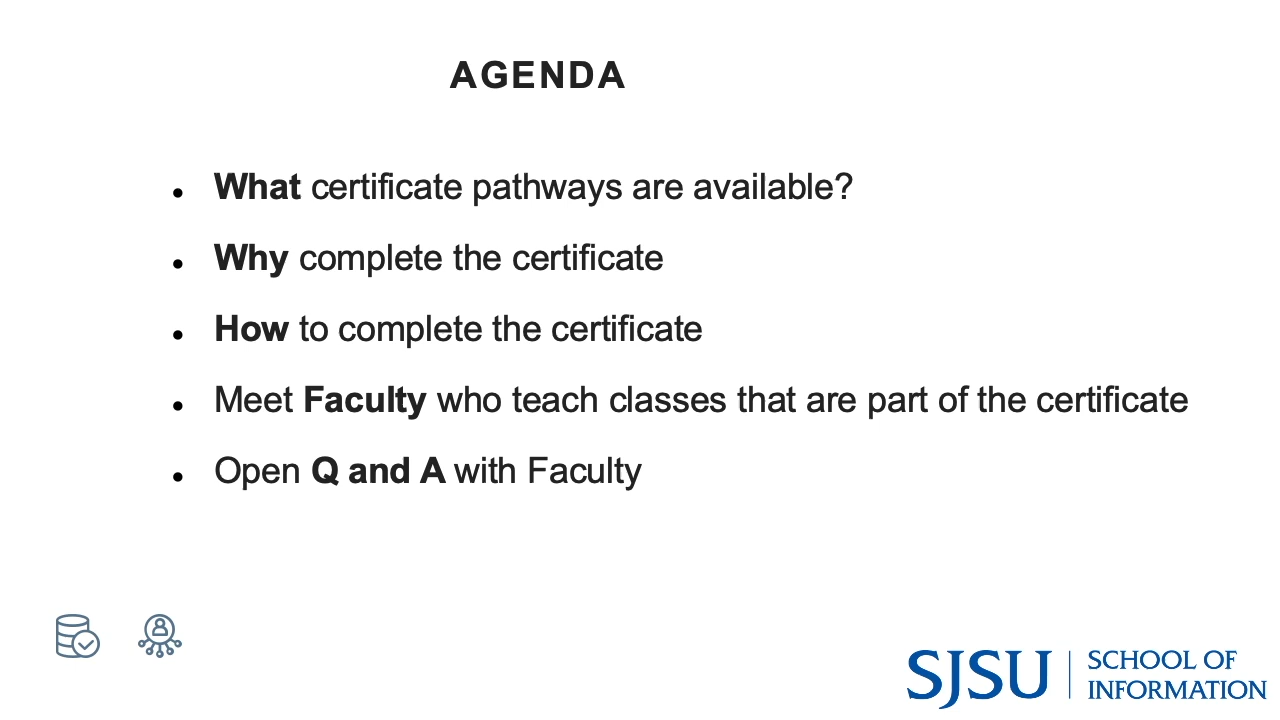 AGENDA
• What certificate pathways are available?
• Why complete the certificate
• How to complete the certificate
• Meet Faculty who teach classes that are part of the certificate
• Open Q and A with Faculty
SJSU | SCHOOL OF
INFORMATION